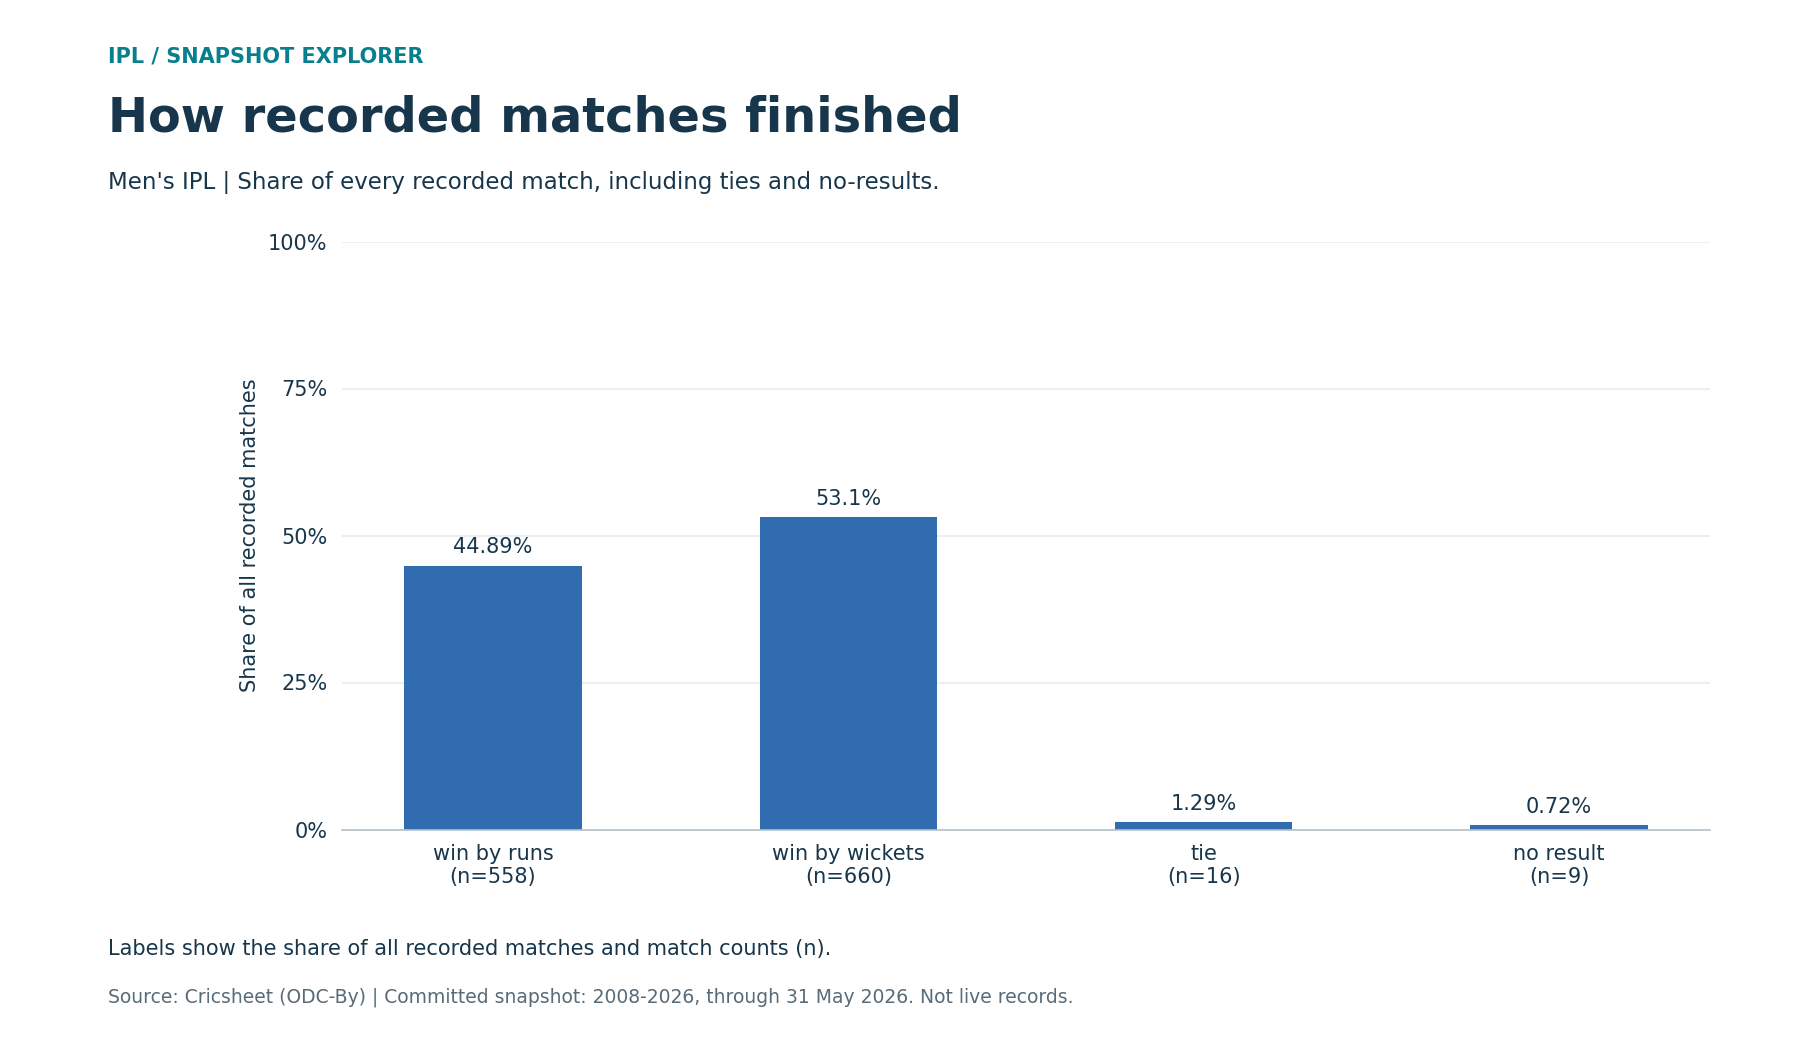 IPL / SNAPSHOT EXPLORER
How recorded matches finished
Men's IPL | Share of every recorded match, including ties and no-results.
Share of all recorded matches
100%
75%
50%
25%
0%
44.89%
53.1%
1.29%
0.72%
win by runs
(n=558)
win by wickets
(n=660)
tie
(n=16)
no result
(n=9)
Labels show the share of all recorded matches and match counts (n).
Source: Cricsheet (ODC-By) | Committed snapshot: 2008-2026, through 31 May 2026. Not live records.